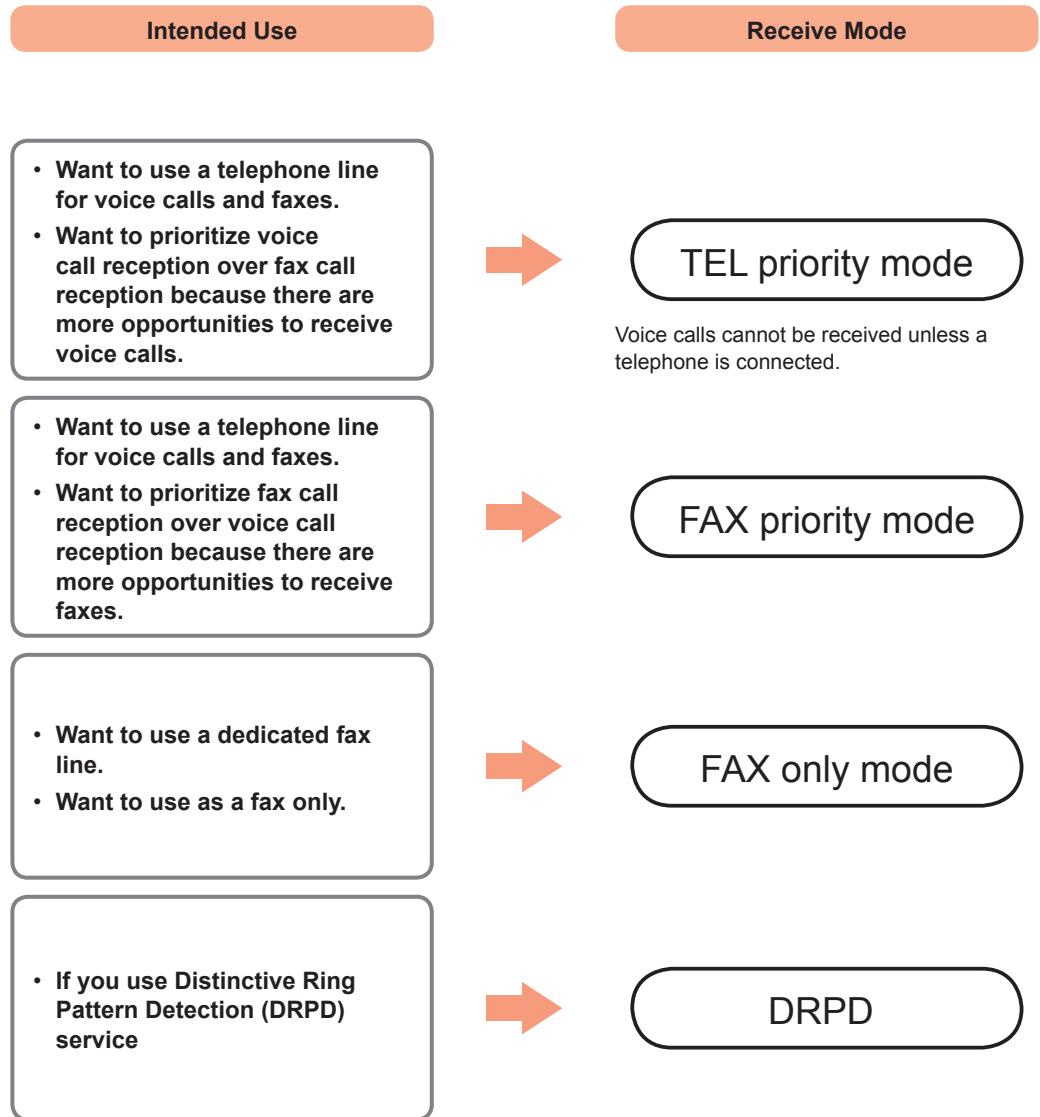 Intended Use
Receive Mode
• Want to use a telephone line
for voice calls and faxes.
• Want to prioritize voice
call reception over fax call
reception because there are
more opportunities to receive
voice calls.
TEL priority mode
Voice calls cannot be received unless a
telephone is connected.
• Want to use a telephone line
for voice calls and faxes.
• Want to prioritize fax call
reception over voice call
reception because there are
more opportunities to receive
faxes.
FAX priority mode
• Want to use a dedicated fax
line.
• Want to use as a fax only.
FAX only mode
• If you use Distinctive Ring
Pattern Detection (DRPD)
service
DRPD